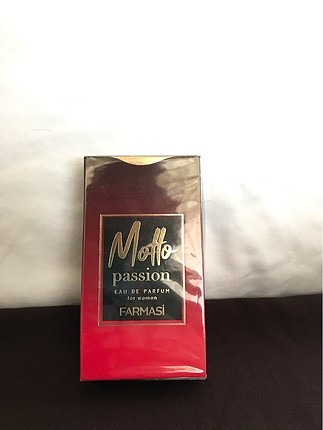 Motto
passion
EAU DE PARFUM
for women
FARMASi